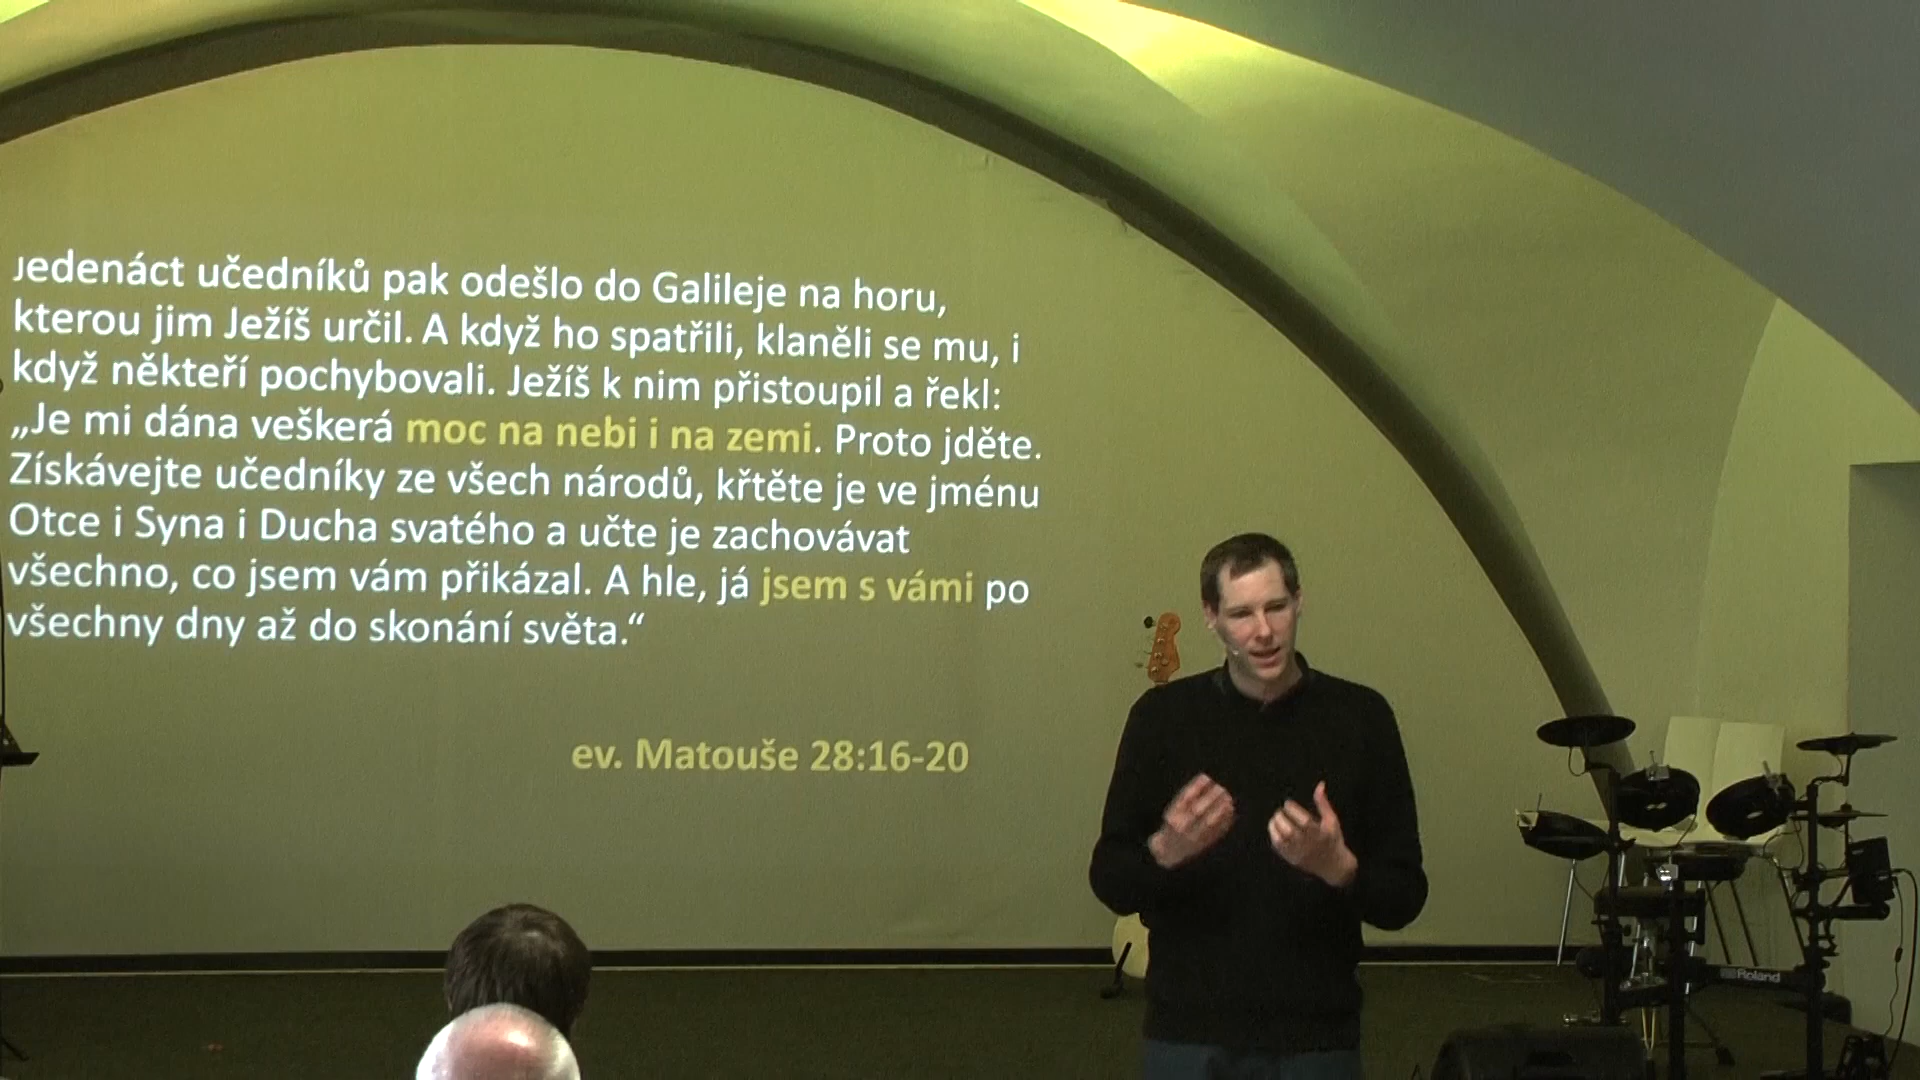 Jedenáct učedníků pak odešlo do Galileje na horu,
kterou jim Ježíš určil. A když ho spatřili, klaněli se mu, i
když někteří pochybovali. Ježíš k nim přistoupil a řekl:
„Je mi dána veškerá moc na nebi i na zemi. Proto jděte.
Získávejte učedníky ze všech národů, křtěte je ve jménu
Otce i Syna i Ducha svatého a učte je zachovávat
všechno, co jsem vám přikázal. A hle, já jsem s vámi po
všechny dny až do skonání světa.“
ev. Matouše 28:16-20
Roland